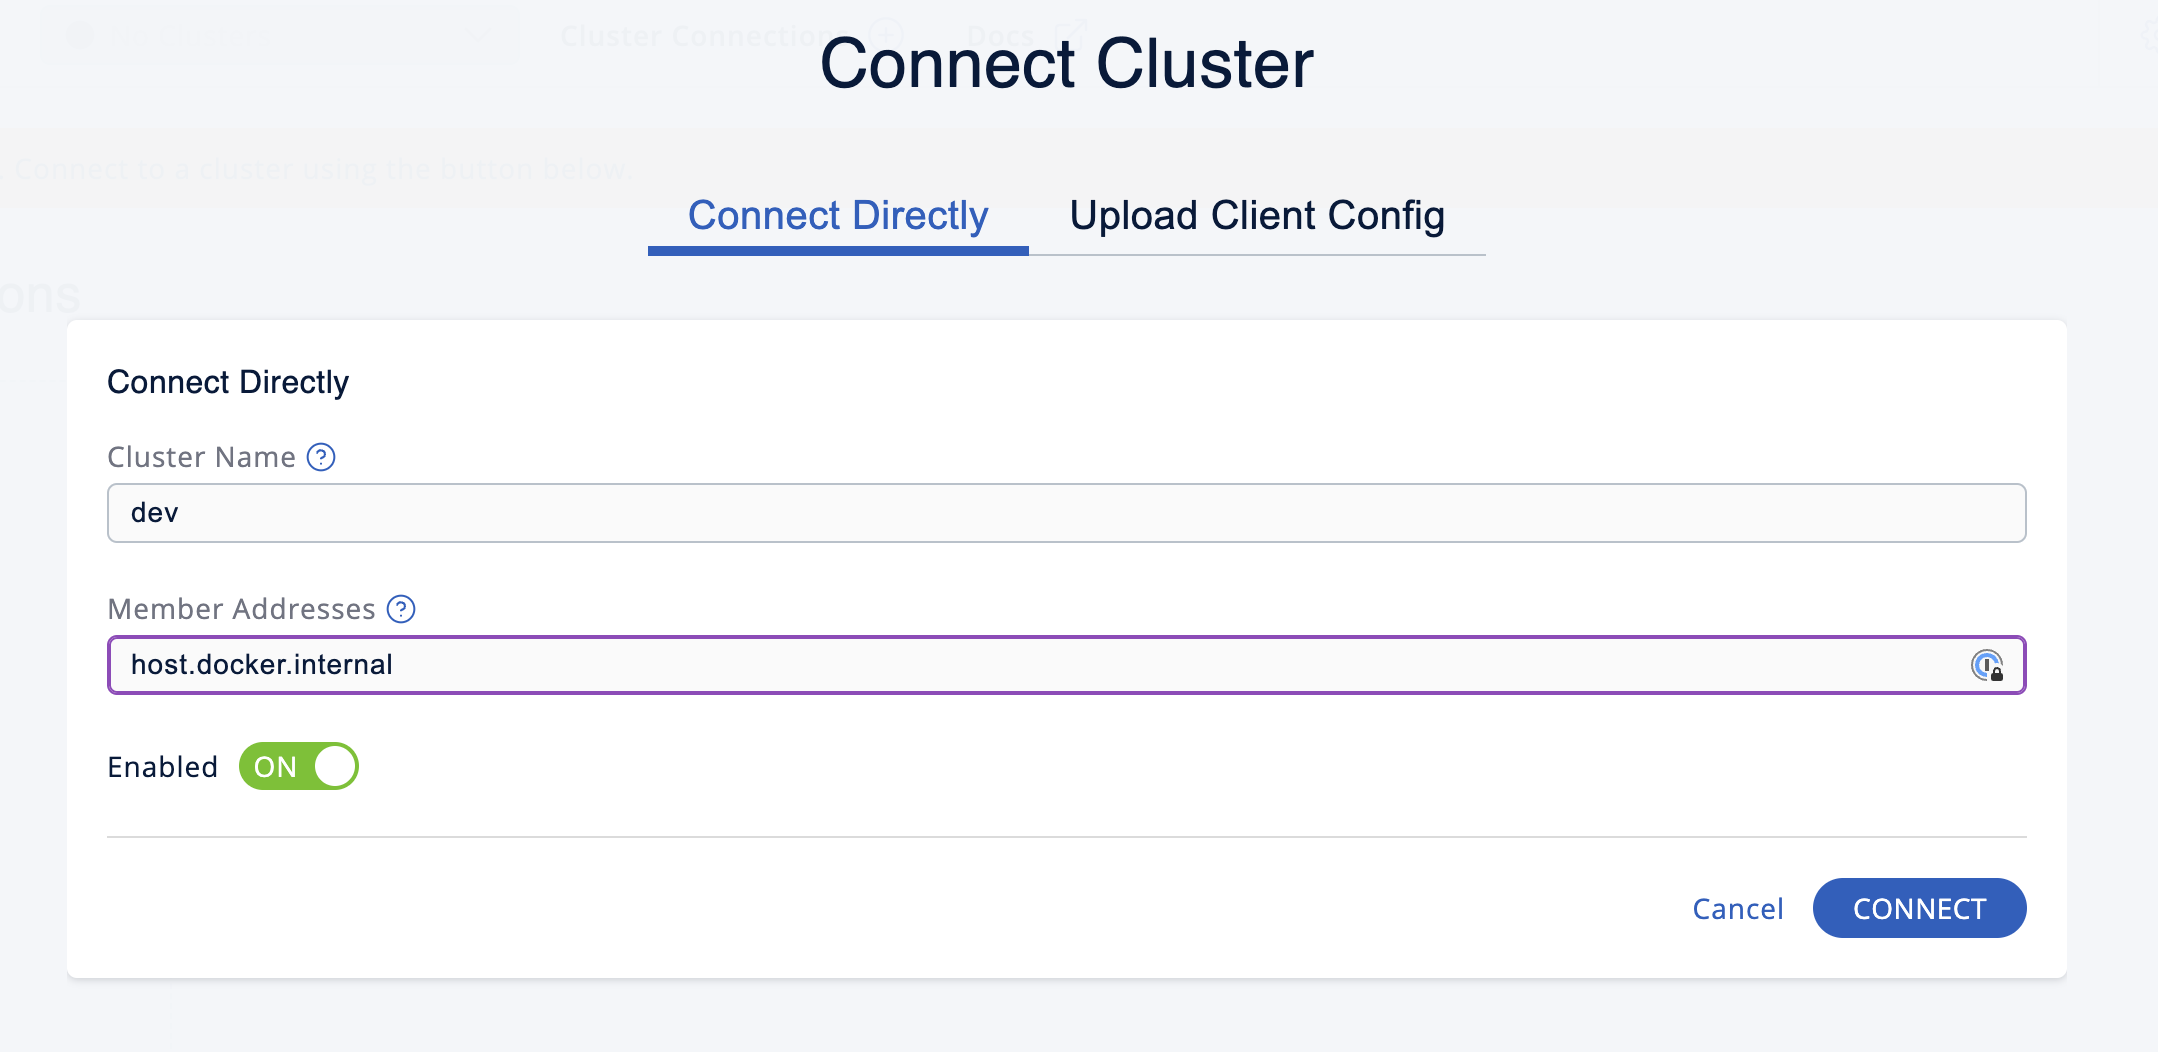 Cluster Connections Docs
Connect Cluster
. Connect to a cluster using the button below.
Connect Directly Upload Client Config
ons
Connect Directly
Cluster Name ?
dev
Member Addresses ?
host.docker.internal
Enabled ON
Cancel CONNECT